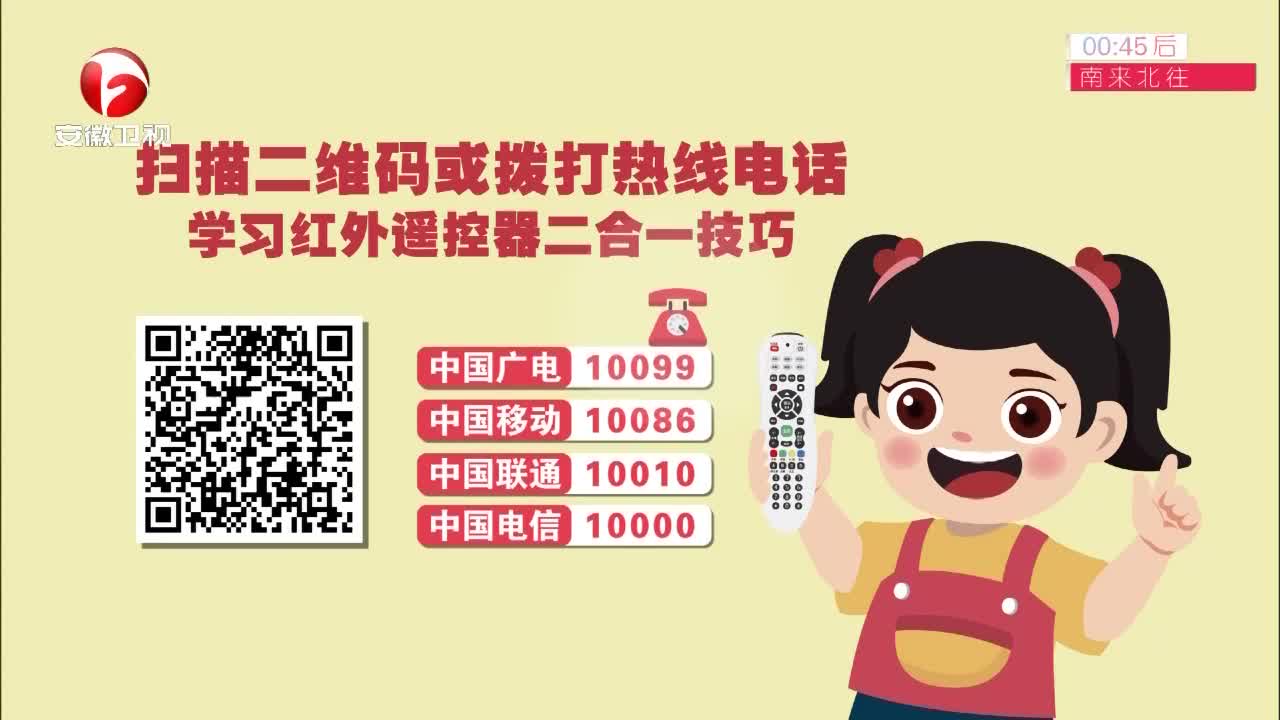 00:45后
南来北往
安徽卫视
扫描二维码或拨打热线电话
学习红外遥控器二合一技巧
中国广电 10099
中国移动 10086
中国联通 10010
中国电信 10000